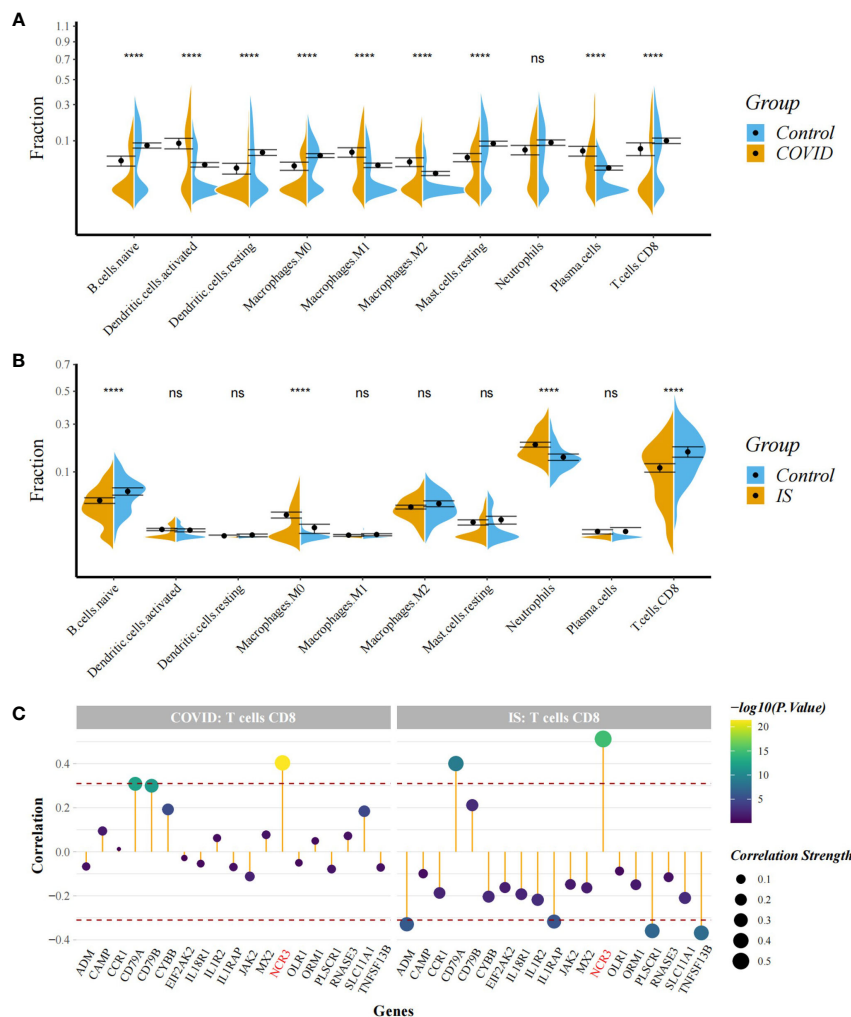 A
1.1
0.9
0.7
0.5
0.3
0.1
Fraction
**** **** **** **** **** **** **** ns **** ****
B.cells.naive
Dendritic.cells.activated
Dendritic.cells.resting
Macrophages.M0
Macrophages.M1
Macrophages.M2
Mast.cells.resting
Neutrophils
Plasma.cells
T.cells.CD8
Group
Control
COVID
B
0.7
0.5
0.3
0.1
Fraction
**** ns ns **** ns ns ns **** ns ****
B.cells.naive
Dendritic.cells.activated
Dendritic.cells.resting
Macrophages.M0
Macrophages.M1
Macrophages.M2
Mast.cells.resting
Neutrophils
Plasma.cells
T.cells.CD8
Group
Control
IS
C
COVID: T cells CD8
IS: T cells CD8
0.4
0.2
0.0
−0.2
−0.4
Correlation
ADM
CAMP
CCR1
CD79A
CD79B
CYBB
EIF2AK2
IL18R1
IL1R2
IL1RAP
JAK2
MX2
NCR3
OLR1
ORM1
PLSCR1
RNASE3
SLC11A1
TNFSF13B
ADM
CAMP
CCR1
CD79A
CD79B
CYBB
EIF2AK2
IL18R1
IL1R2
IL1RAP
JAK2
MX2
NCR3
OLR1
ORM1
PLSCR1
RNASE3
SLC11A1
TNFSF13B
Genes
−log10(P.Value)
20
15
10
5
Correlation Strength
0.1
0.2
0.3
0.4
0.5